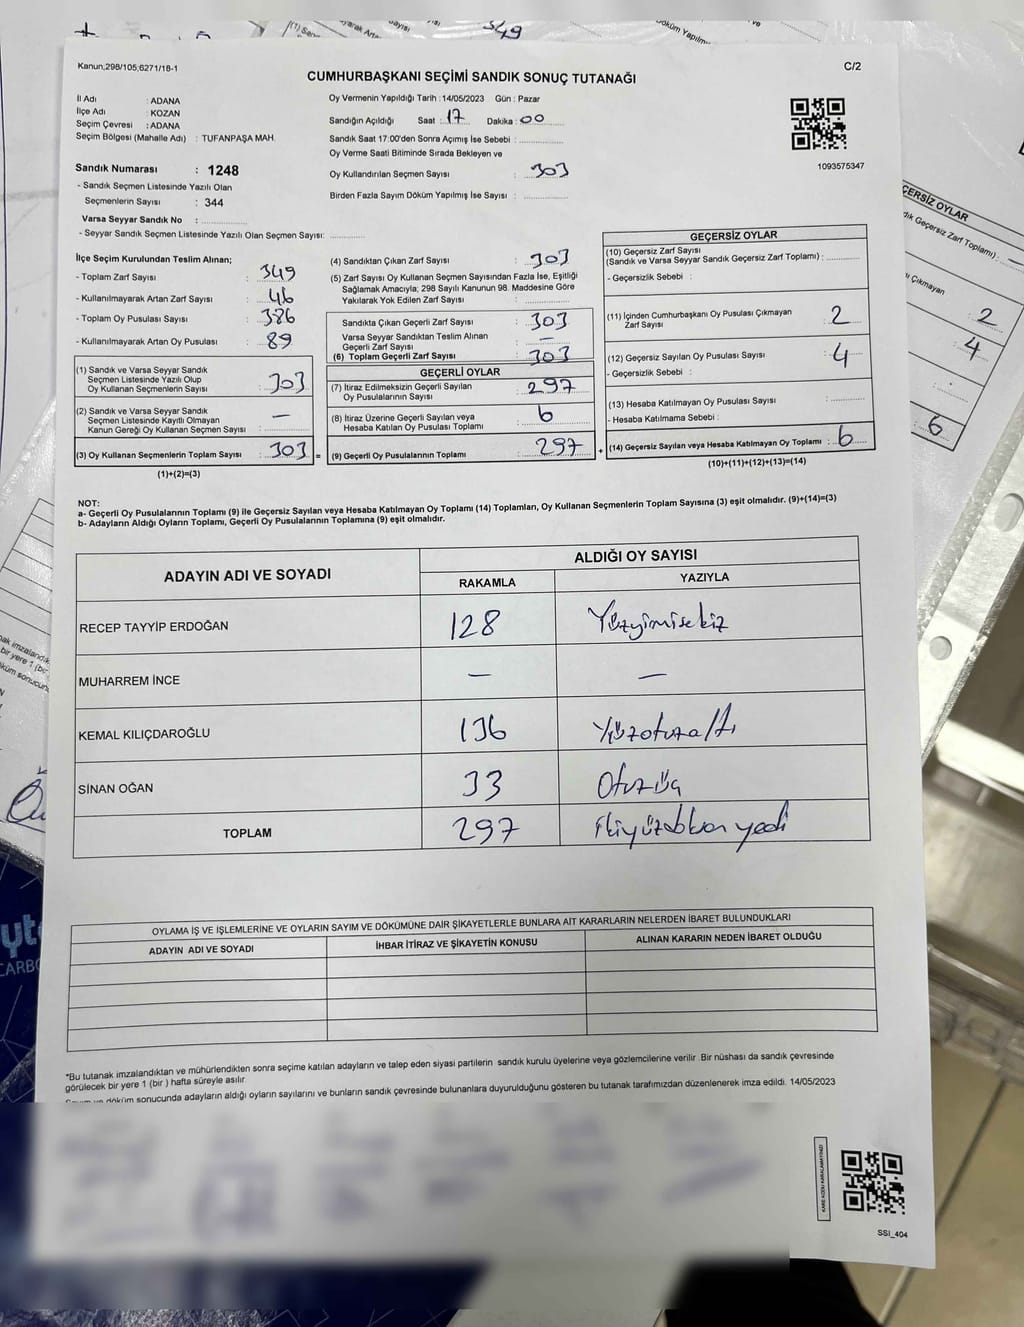 Kanun;298/105;6271/18-1
CUMHURBAŞKANI SEÇİMİ SANDIK SONUÇ TUTANAĞI
C/2
İl Adı : ADANA
İlçe Adı : KOZAN
Seçim Çevresi : ADANA
Seçim Bölgesi (Mahalle Adı) : TUFANPAŞA MAH.
Sandık Numarası : 1248
- Sandık Seçmen Listesinde Yazılı Olan
Seçmenlerin Sayısı : 344
Varsa Seyyar Sandık No : ..............
- Seyyar Sandık Seçmen Listesinde Yazılı Olan Seçmen Sayısı: ............
Oy Vermenin Yapıldığı Tarih : 14/05/2023 Gün : Pazar
Sandığın Açıldığı Saat : 17 Dakika : 00
Sandık Saat 17:00'den Sonra Açımış İse Sebebi : ..............
Oy Verme Saati Bitiminde Sırada Bekleyen ve
Oy Kullandırılan Seçmen Sayısı : 303
Birden Fazla Sayım Döküm Yapılmış İse Sayısı : ..............
1093575347
İlçe Seçim Kurulundan Teslim Alınan;
- Toplam Zarf Sayısı : 349
- Kullanılmayarak Artan Zarf Sayısı : 46
- Toplam Oy Pusulası Sayısı : 386
- Kullanılmayarak Artan Oy Pusulası : 89
(1) Sandık ve Varsa Seyyar Sandık
Seçmen Listesinde Yazılı Olup
Oy Kullanan Seçmenlerin Sayısı : 303
(2) Sandık ve Varsa Seyyar Sandık
Seçmen Listesinde Kayıtlı Olmayan
Kanun Gereği Oy Kullanan Seçmen Sayısı : —
(3) Oy Kullanan Seçmenlerin Toplam Sayısı : 303 =
(1)+(2)=(3)
(4) Sandıktan Çıkan Zarf Sayısı : 303
(5) Zarf Sayısı Oy Kullanan Seçmen Sayısından Fazla İse, Eşitliği
Sağlamak Amacıyla; 298 Sayılı Kanunun 98. Maddesine Göre
Yakılarak Yok Edilen Zarf Sayısı : ..............
Sandıkta Çıkan Geçerli Zarf Sayısı : 303
Varsa Seyyar Sandıktan Teslim Alınan
Geçerli Zarf Sayısı : —
(6) Toplam Geçerli Zarf Sayısı : 303
GEÇERLİ OYLAR
(7) İtiraz Edilmeksizin Geçerli Sayılan
Oy Pusulalarının Sayısı : 297
(8) İtiraz Üzerine Geçerli Sayılan veya
Hesaba Katılan Oy Pusulası Toplamı : 6
(9) Geçerli Oy Pusulalarının Toplamı : 297 +
GEÇERSİZ OYLAR
(10) Geçersiz Zarf Sayısı
(Sandık ve Varsa Seyyar Sandık Geçersiz Zarf Toplamı) : ............
- Geçersizlik Sebebi :
(11) İçinden Cumhurbaşkanı Oy Pusulası Çıkmayan
Zarf Sayısı : 2
(12) Geçersiz Sayılan Oy Pusulası Sayısı : 4
- Geçersizlik Sebebi :
(13) Hesaba Katılmayan Oy Pusulası Sayısı : ............
- Hesaba Katılmama Sebebi :
(14) Geçersiz Sayılan veya Hesaba Katılmayan Oy Toplamı : 6
(10)+(11)+(12)+(13)=(14)
NOT:
a- Geçerli Oy Pusulalarının Toplamı (9) ile Geçersiz Sayılan veya Hesaba Katılmayan Oy Toplamı (14) Toplamları, Oy Kullanan Seçmenlerin Toplam Sayısına (3) eşit olmalıdır. (9)+(14)=(3)
b- Adayların Aldığı Oyların Toplamı, Geçerli Oy Pusulalarının Toplamına (9) eşit olmalıdır.
ADAYIN ADI VE SOYADI
ALDIĞI OY SAYISI
RAKAMLA YAZIYLA
RECEP TAYYİP ERDOĞAN 128 Yüzyirmisekiz
MUHARREM İNCE — —
KEMAL KILIÇDAROĞLU 136 Yüzotuzaltı
SİNAN OĞAN 33 Otuzüç
TOPLAM 297 ikiyüzdoksan yedi
OYLAMA İŞ VE İŞLEMLERİNE VE OYLARIN SAYIM VE DÖKÜMÜNE DAİR ŞİKAYETLERLE BUNLARA AİT KARARLARIN NELERDEN İBARET BULUNDUKLARI
ADAYIN ADI VE SOYADI İHBAR İTİRAZ VE ŞİKAYETİN KONUSU ALINAN KARARIN NEDEN İBARET OLDUĞU
*Bu tutanak imzalandıktan ve mühürlendikten sonra seçime katılan adayların ve talep eden siyasi partilerin sandık kurulu üyelerine veya gözlemcilerine verilir. Bir nüshası da sandık çevresinde
görülecek bir yere 1 (bir ) hafta süreyle asılır.
döküm sonucunda adayların aldığı oyların sayılarını ve bunların sandık çevresinde bulunanlara duyurulduğunu gösteren bu tutanak tarafımızdan düzenlenerek imza edildi. 14/05/2023
SSI_404
349
Döküm Yapılmış
GEÇERSİZ OYLAR
Geçersiz Zarf Toplamı) :
Çıkmayan
2
4
6